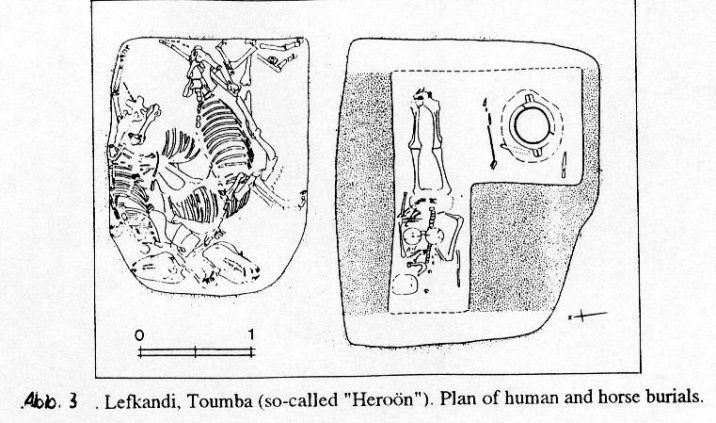 0 1
Abb. 3 . Lefkandi, Toumba (so-called "Heroön"). Plan of human and horse burials.